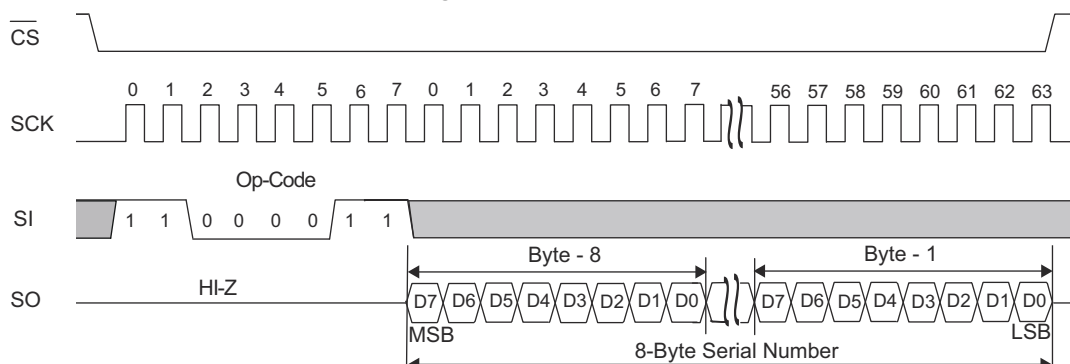 CS
0 1 2 3 4 5 6 7 0 1 2 3 4 5 6 7 56 57 58 59 60 61 62 63
SCK
Op-Code
SI 1 1 0 0 0 0 1 1
Byte - 8 Byte - 1
SO HI-Z D7 D6 D5 D4 D3 D2 D1 D0 D7 D6 D5 D4 D3 D2 D1 D0
MSB LSB
8-Byte Serial Number